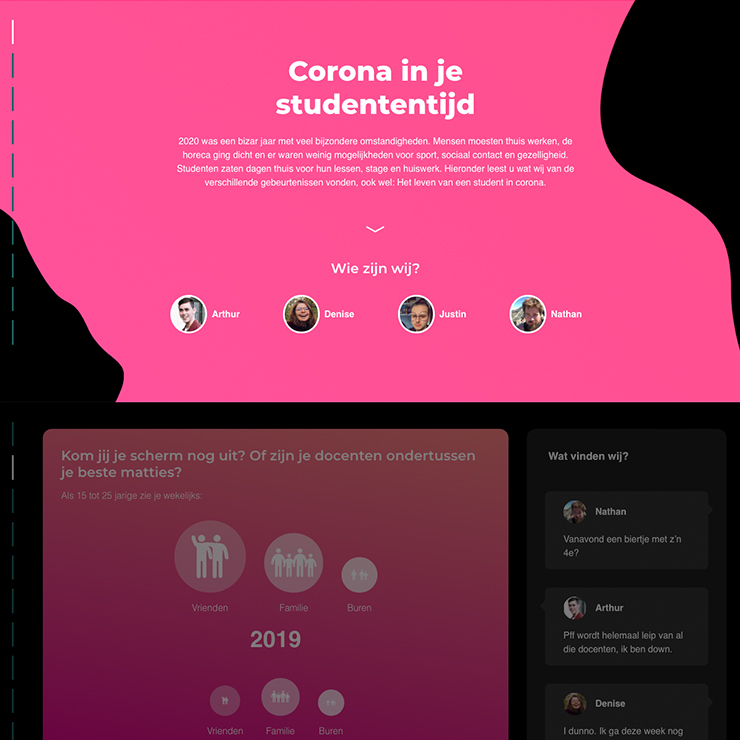 Corona in je
studententijd
2020 was een bizar jaar met veel bijzondere omstandigheden. Mensen moesten thuis werken, de
horeca ging dicht en er waren weinig mogelijkheden voor sport, sociaal contact en gezelligheid.
Studenten zaten dagen thuis voor hun lessen, stage en huiswerk. Hieronder leest u wat wij van de
verschillende gebeurtenissen vonden, ook wel: Het leven van een student in corona.
Wie zijn wij?
Arthur
Denise
Justin
Nathan
Kom jij je scherm nog uit? Of zijn je docenten ondertussen
je beste matties?
Als 15 tot 25 jarige zie je wekelijks:
Vrienden
Familie
Buren
2019
Vrienden
Familie
Buren
Wat vinden wij?
Nathan
Vanavond een biertje met z'n
4e?
Arthur
Pff wordt helemaal leip van al
die docenten, ik ben down.
Denise
I dunno. Ik ga deze week nog